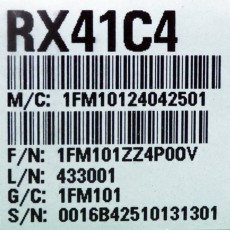 RX41C4
M/C: 1FM10124042501
F/N: 1FM101ZZ4P00V
L/N: 433001
G/C: 1FM101
S/N: 0016B42510131301